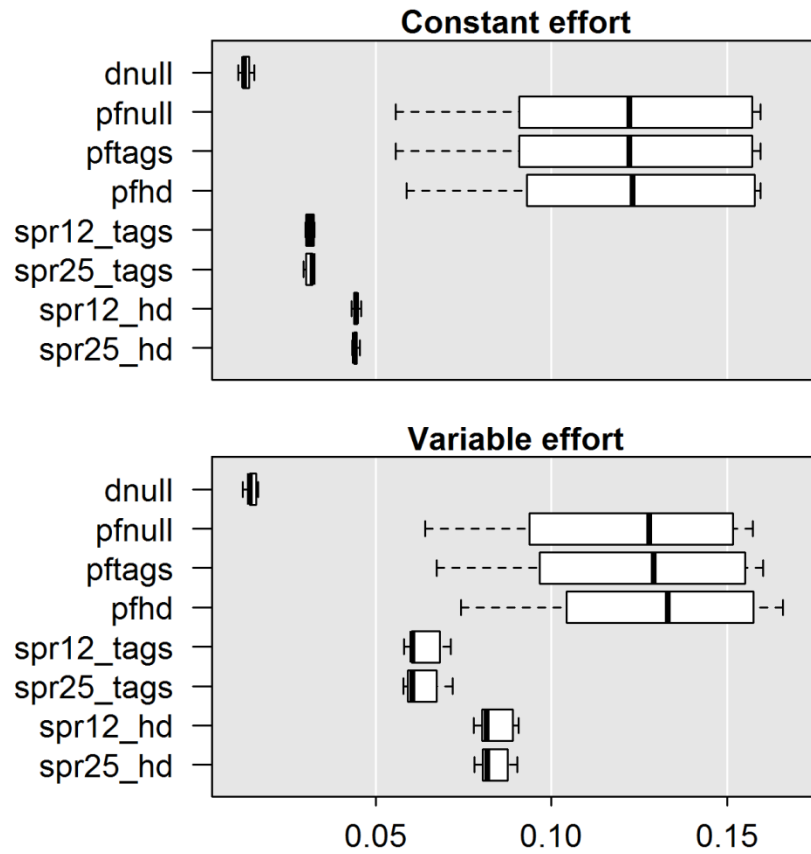 Constant effort
dnull
pfnull
pftags
pfhd
spr12_tags
spr25_tags
spr12_hd
spr25_hd
Variable effort
dnull
pfnull
pftags
pfhd
spr12_tags
spr25_tags
spr12_hd
spr25_hd
0.05 0.10 0.15